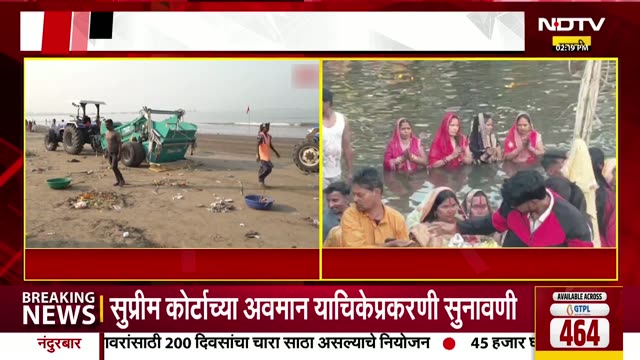 NDTV
02:19 PM
BREAKING
NEWS
सुप्रीम कोर्टाच्या अवमान याचिकेप्रकरणी सुनावणी
AVAILABLE ACROSS
GTPL
464
नंदुरबार
ावरांसाठी 200 दिवसांचा चारा साठा असल्याचे नियोजन
45 हजार